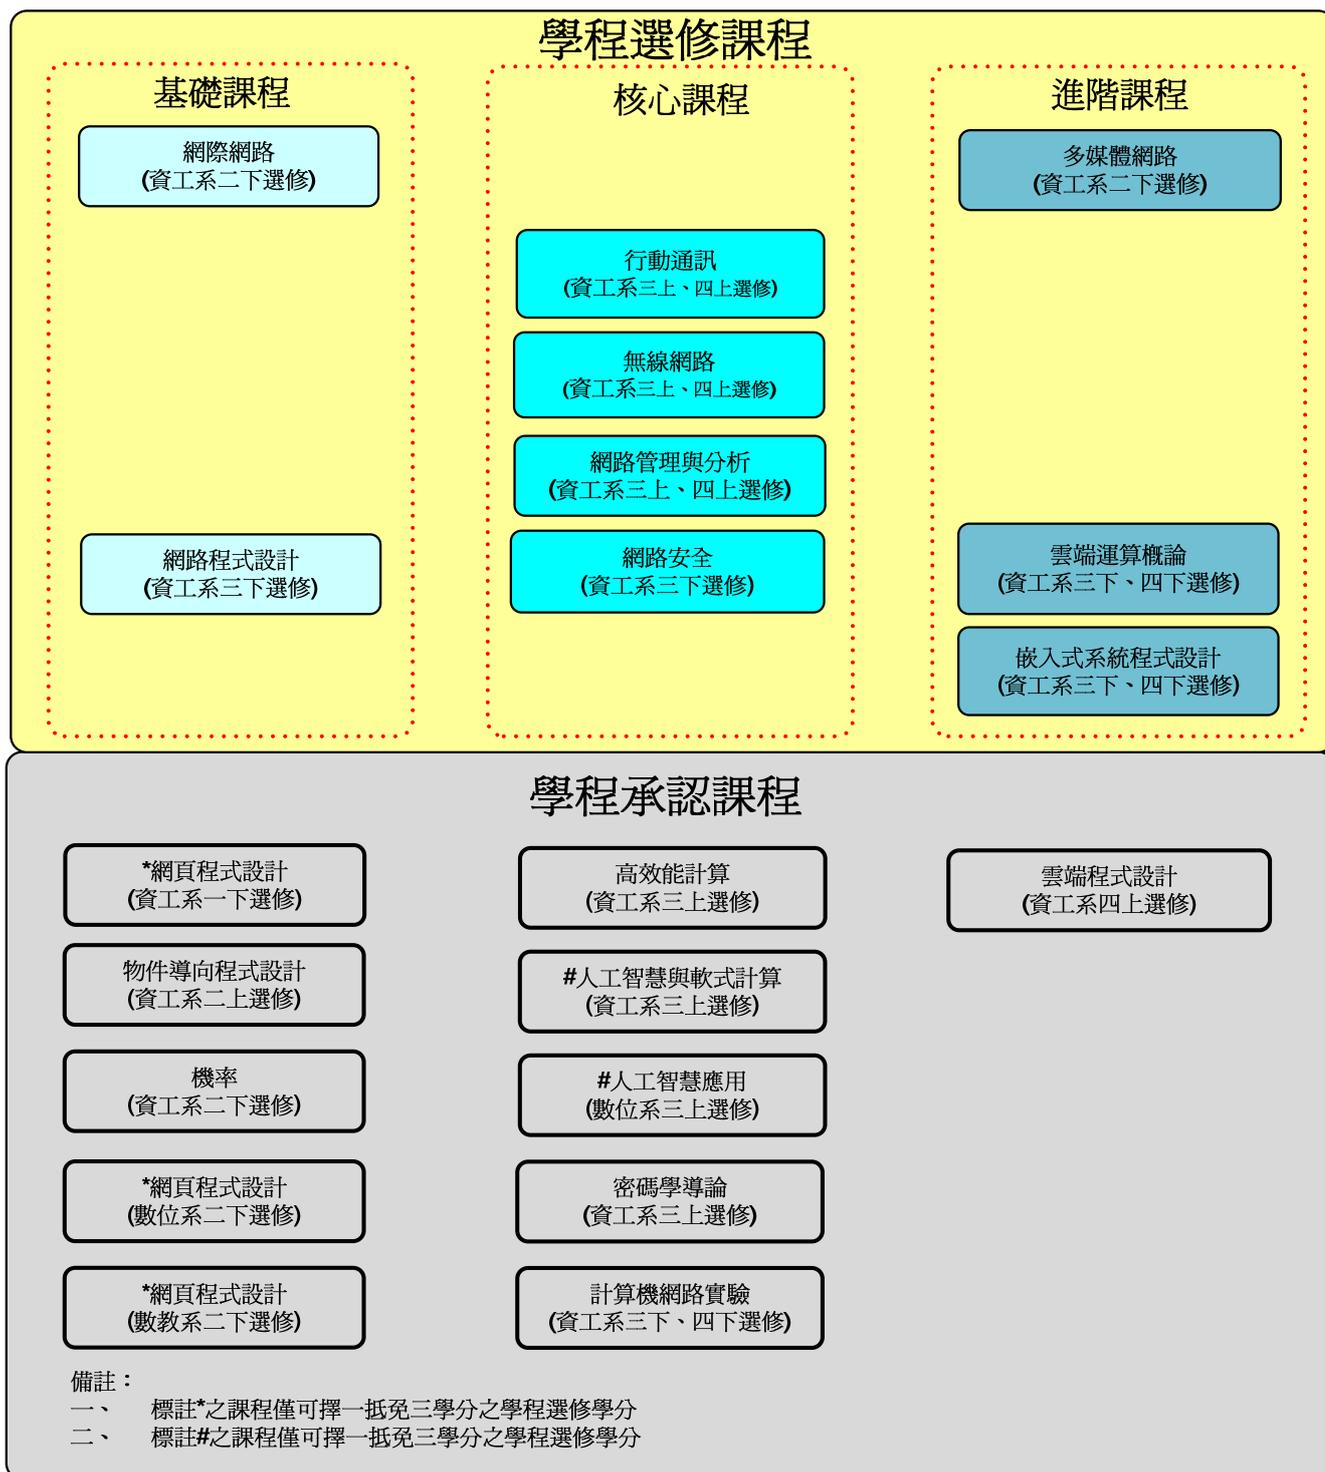 學程選修課程
基礎課程
網際網路
(資工系二下選修)
網路程式設計
(資工系三下選修)
核心課程
行動通訊
(資工系三上、四上選修)
無線網路
(資工系三上、四上選修)
網路管理與分析
(資工系三上、四上選修)
網路安全
(資工系三下選修)
進階課程
多媒體網路
(資工系二下選修)
雲端運算概論
(資工系三下、四下選修)
嵌入式系統程式設計
(資工系三下、四下選修)
學程承認課程
*網頁程式設計
(資工系一下選修)
物件導向程式設計
(資工系二上選修)
機率
(資工系二下選修)
*網頁程式設計
(數位系二下選修)
*網頁程式設計
(數教系二下選修)
高效能計算
(資工系三上選修)
#人工智慧與軟式計算
(資工系三上選修)
#人工智慧應用
(數位系三上選修)
密碼學導論
(資工系三上選修)
計算機網路實驗
(資工系三下、四下選修)
雲端程式設計
(資工系四上選修)
備註：
一、 標註*之課程僅可擇一抵免三學分之學程選修學分
二、 標註#之課程僅可擇一抵免三學分之學程選修學分